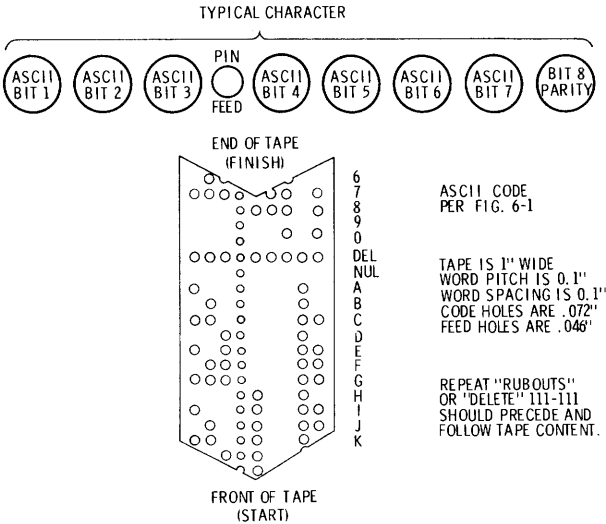 TYPICAL CHARACTER
ASCII BIT 1
ASCII BIT 2
ASCII BIT 3
PIN FEED
ASCII BIT 4
ASCII BIT 5
ASCII BIT 6
ASCII BIT 7
BIT 8 PARITY
END OF TAPE
(FINISH)
6
7
8
9
0
DEL
NUL
A
B
C
D
E
F
G
H
I
J
K
ASCII CODE
PER FIG. 6-1
TAPE IS 1" WIDE
WORD PITCH IS 0.1"
WORD SPACING IS 0.1"
CODE HOLES ARE .072"
FEED HOLES ARE .046"
REPEAT "RUBOUTS"
OR "DELETE" 111-111
SHOULD PRECEDE AND
FOLLOW TAPE CONTENT.
FRONT OF TAPE
(START)